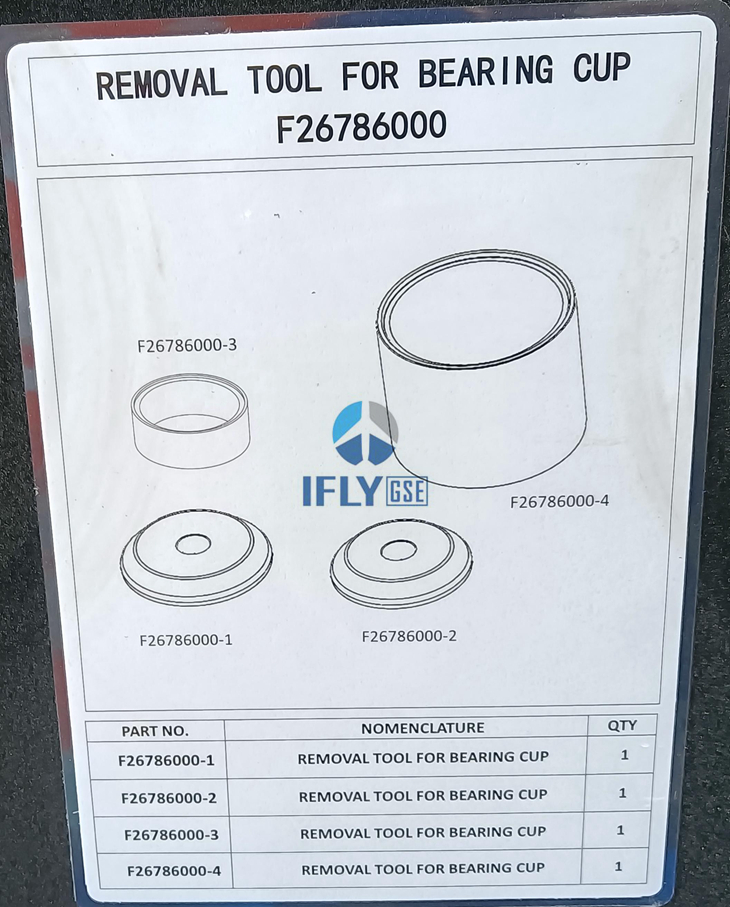 REMOVAL TOOL FOR BEARING CUP
F26786000
F26786000-3
IFLY GSE
F26786000-4
F26786000-1
F26786000-2
PART NO. NOMENCLATURE QTY
F26786000-1 REMOVAL TOOL FOR BEARING CUP 1
F26786000-2 REMOVAL TOOL FOR BEARING CUP 1
F26786000-3 REMOVAL TOOL FOR BEARING CUP 1
F26786000-4 REMOVAL TOOL FOR BEARING CUP 1